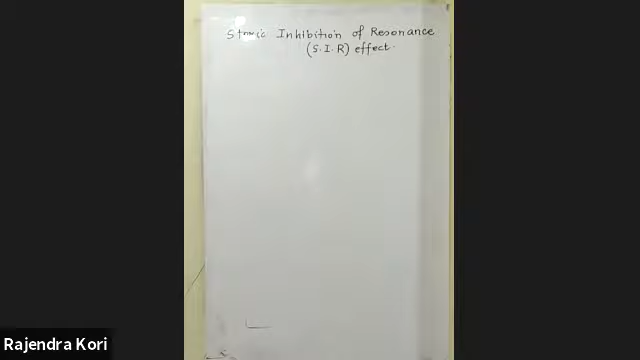 Steric Inhibition of Resonance
(S.I.R) effect.
Rajendra Kori